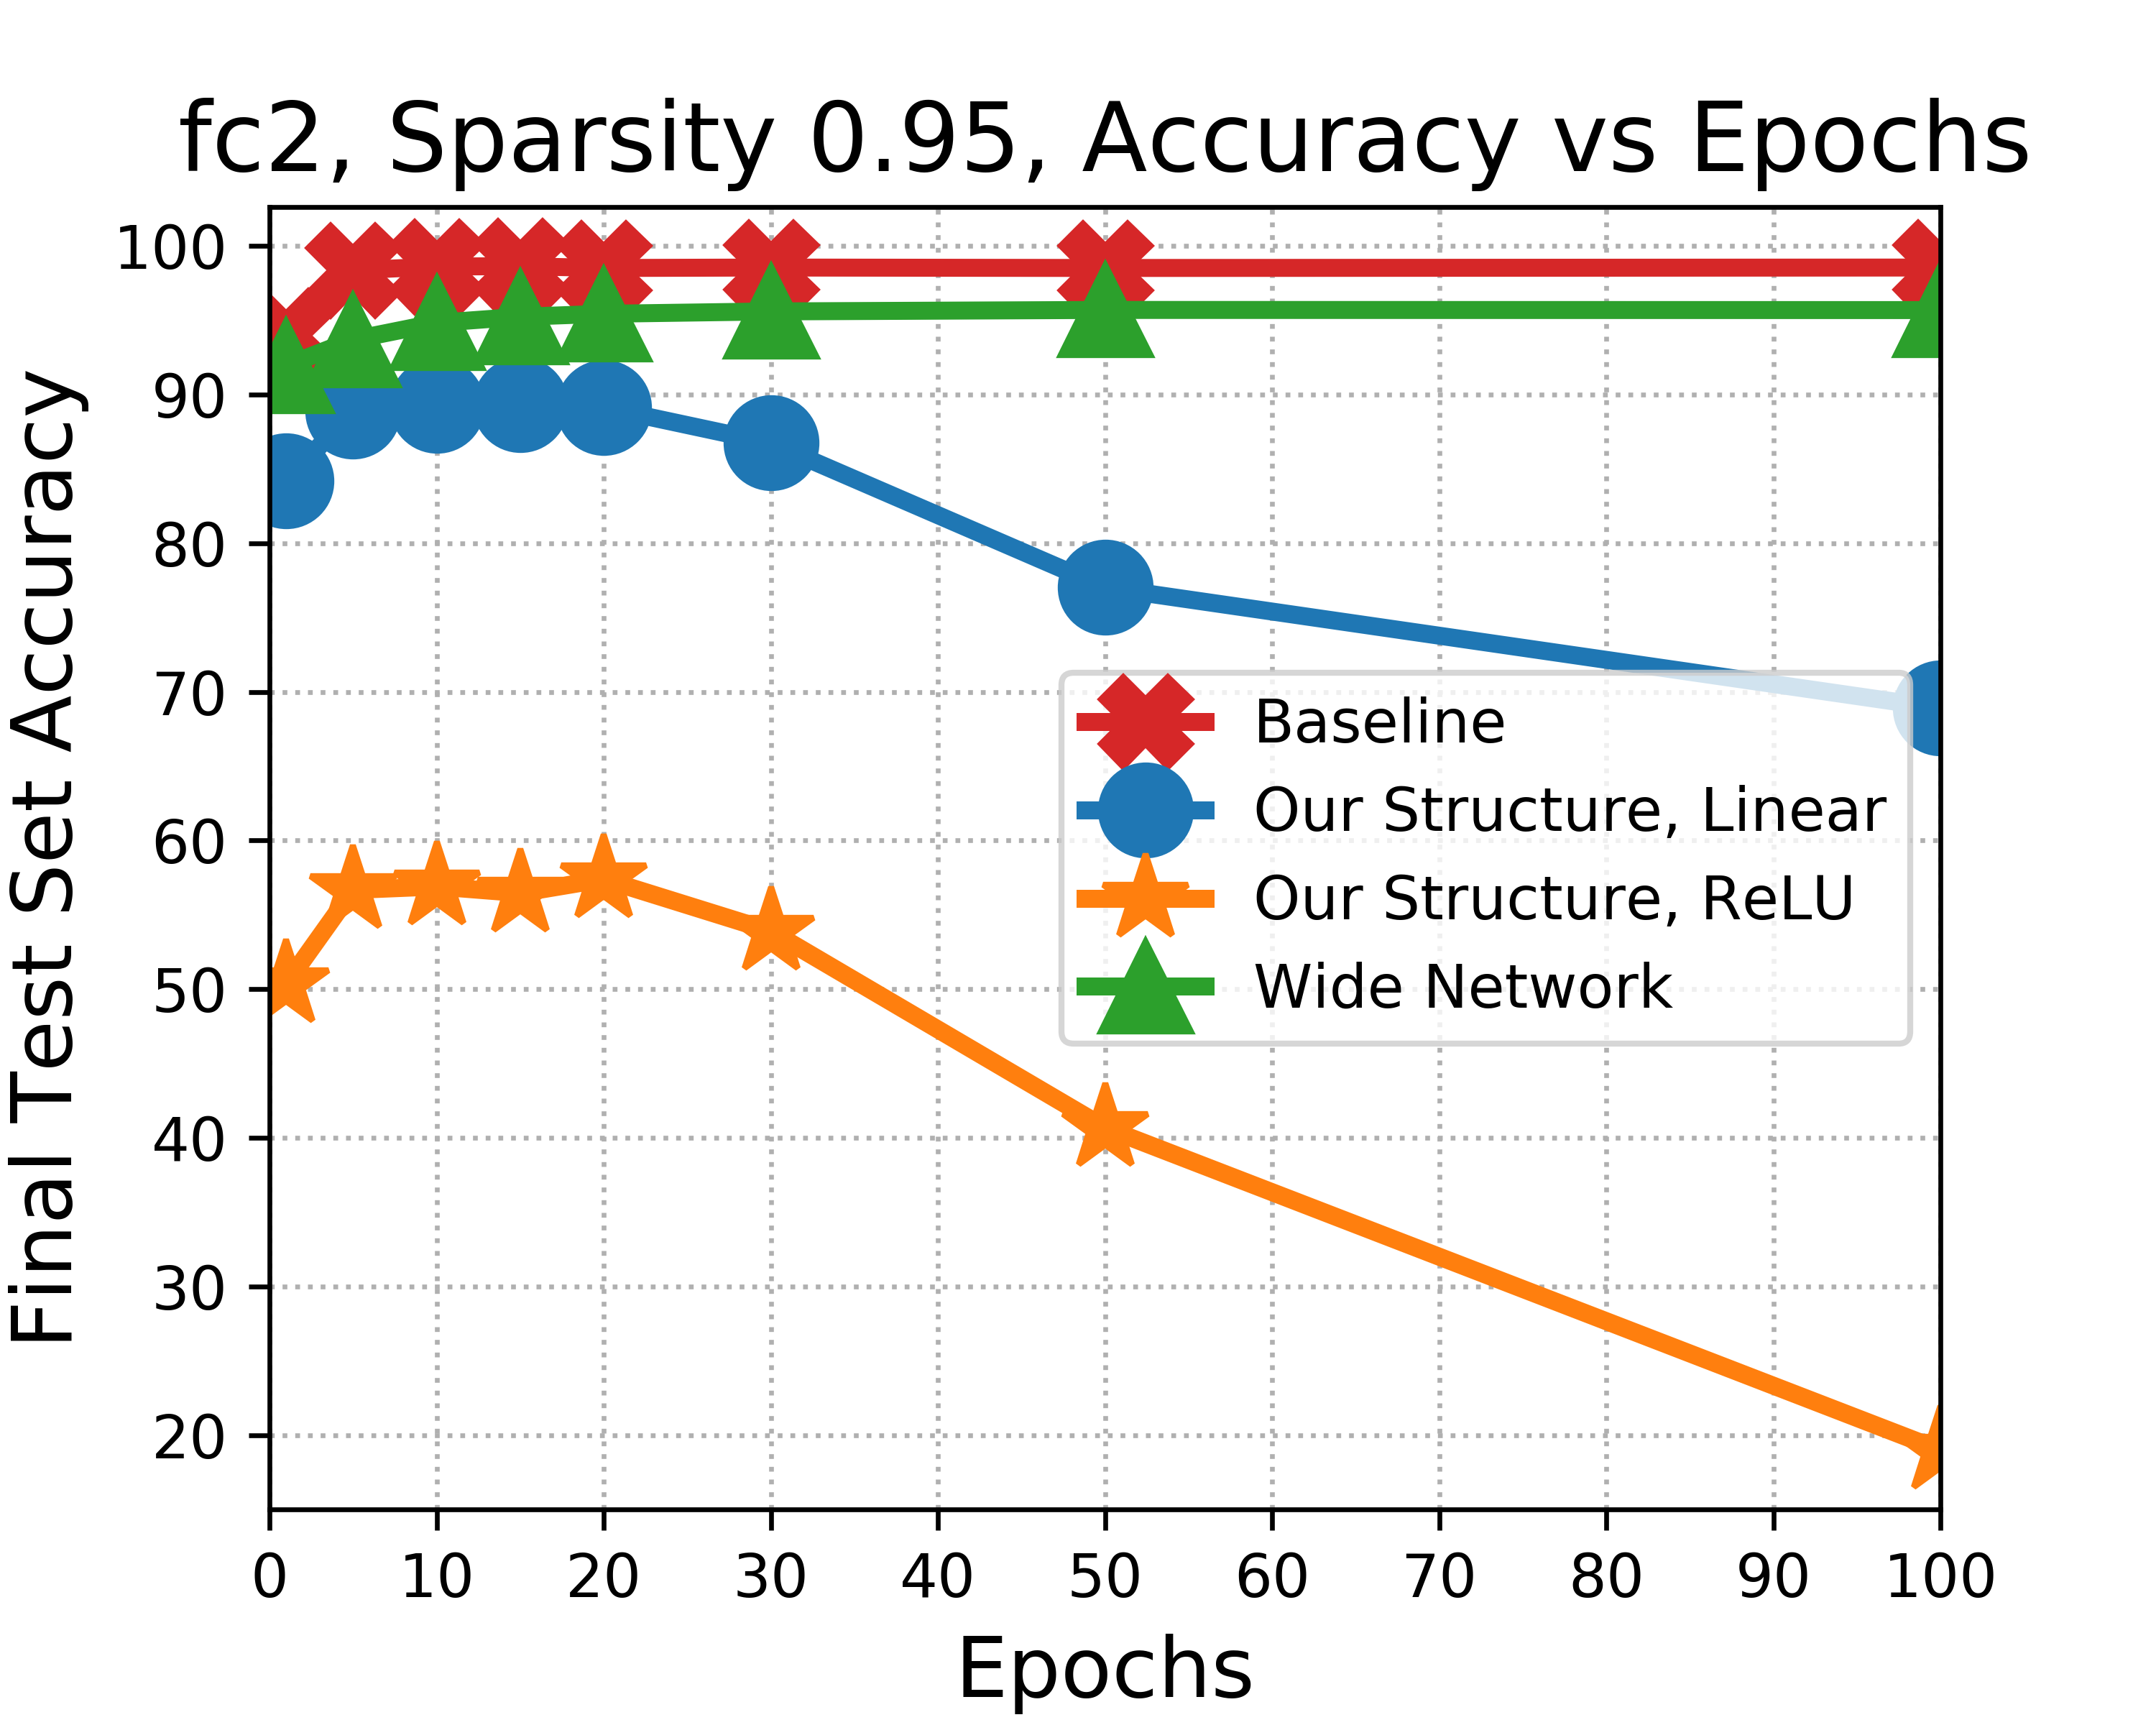 fc2, Sparsity 0.95, Accuracy vs Epochs
Final Test Set Accuracy
100
90
80
70
60
50
40
30
20
Baseline
Our Structure, Linear
Our Structure, ReLU
Wide Network
0 10 20 30 40 50 60 70 80 90 100
Epochs